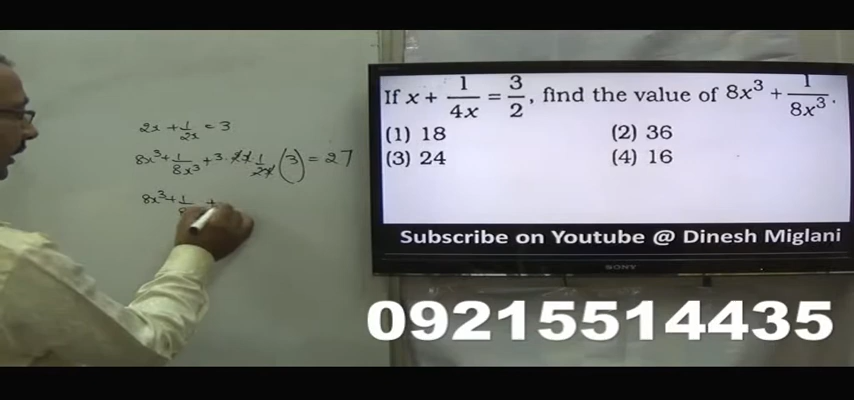 2x + 1/2x = 3
8x³ + 1/8x³ + 3 · 2x · 1/2x (3) = 27
8x³ + 1/8 +
If x + 1/4x = 3/2, find the value of 8x³ + 1/8x³.
(1) 18 (2) 36
(3) 24 (4) 16
Subscribe on Youtube @ Dinesh Miglani
SONY
09215514435